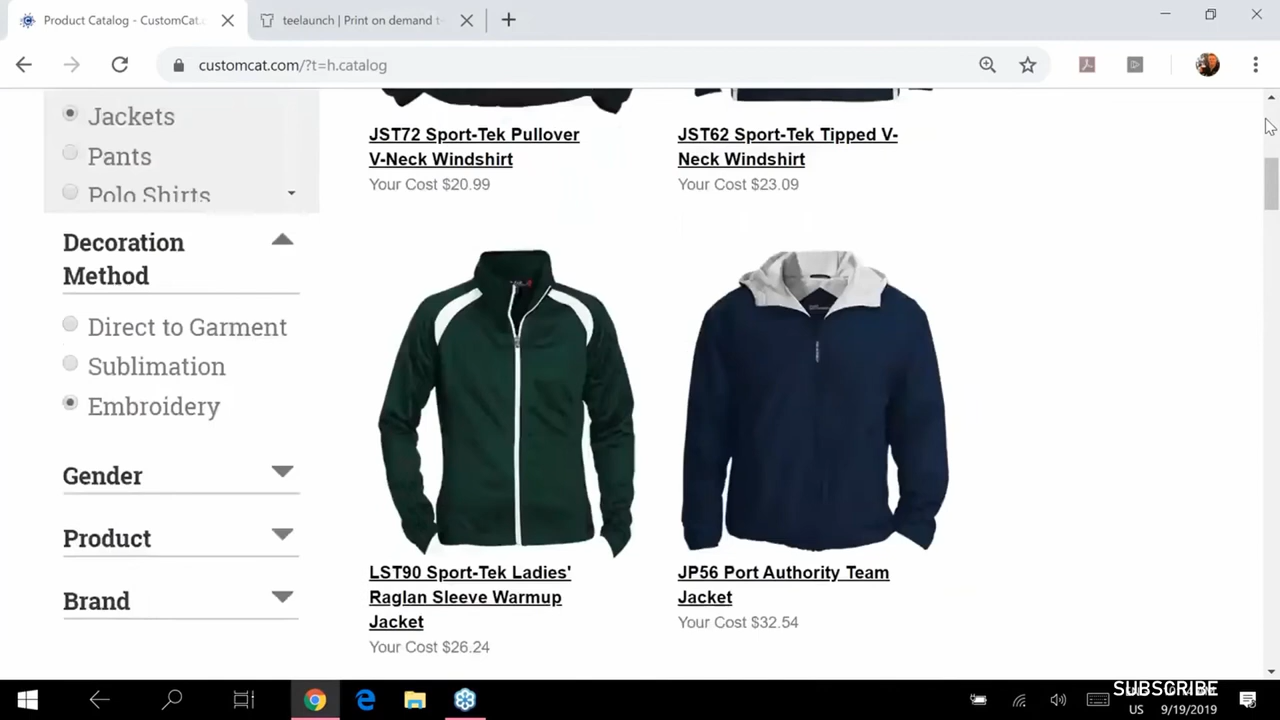 Product Catalog - CustomCat.
teelaunch | Print on demand t-
customcat.com/?t=h.catalog
Jackets
Pants
Polo Shirts
Decoration
Method
Direct to Garment
Sublimation
Embroidery
Gender
Product
Brand
JST72 Sport-Tek Pullover
V-Neck Windshirt
Your Cost $20.99
JST62 Sport-Tek Tipped V-
Neck Windshirt
Your Cost $23.09
LST90 Sport-Tek Ladies'
Raglan Sleeve Warmup
Jacket
Your Cost $26.24
JP56 Port Authority Team
Jacket
Your Cost $32.54
SUBSCRIBE
US 9/19/2019